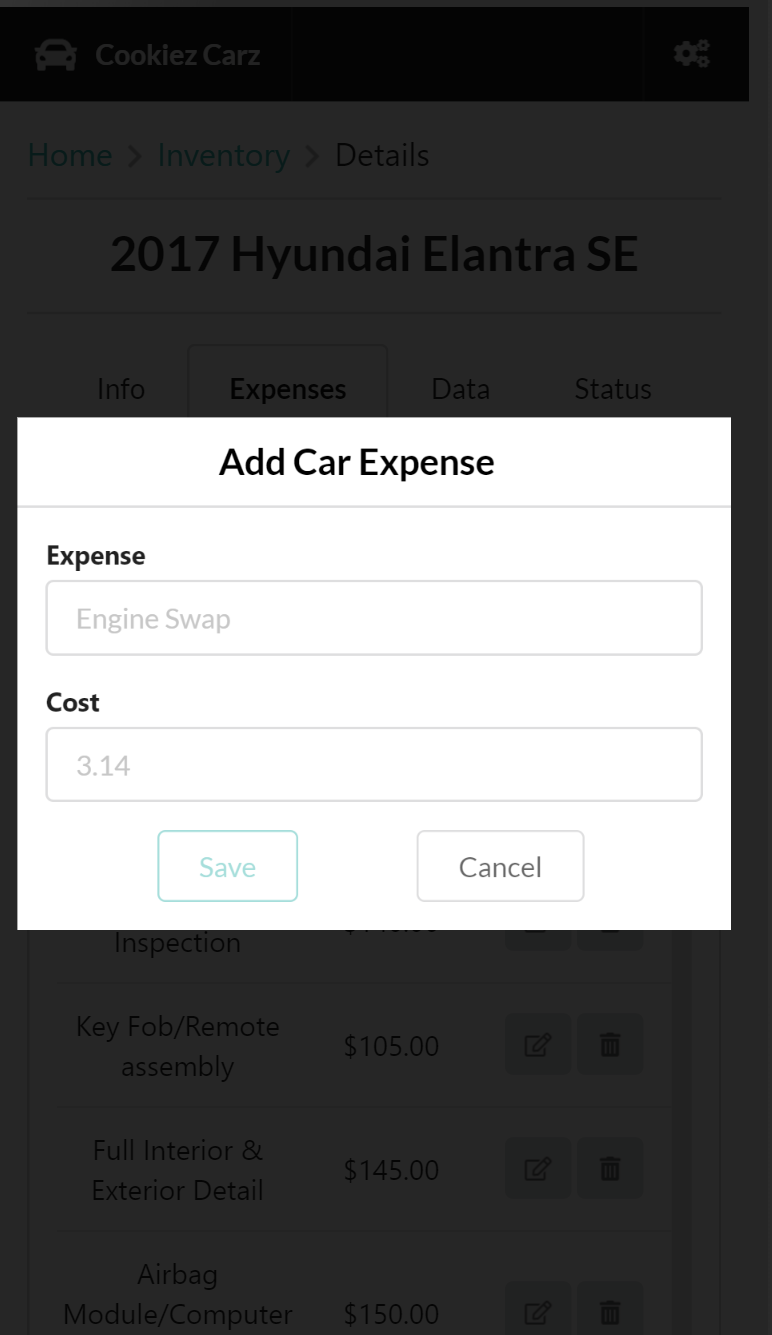 Cookiez Carz
Home > Inventory > Details
2017 Hyundai Elantra SE
Info Expenses Data Status
Add Car Expense
Expense
Engine Swap
Cost
3.14
Save Cancel
Inspection
Key Fob/Remote
assembly
$105.00
Full Interior &
Exterior Detail
$145.00
Airbag
Module/Computer
$150.00